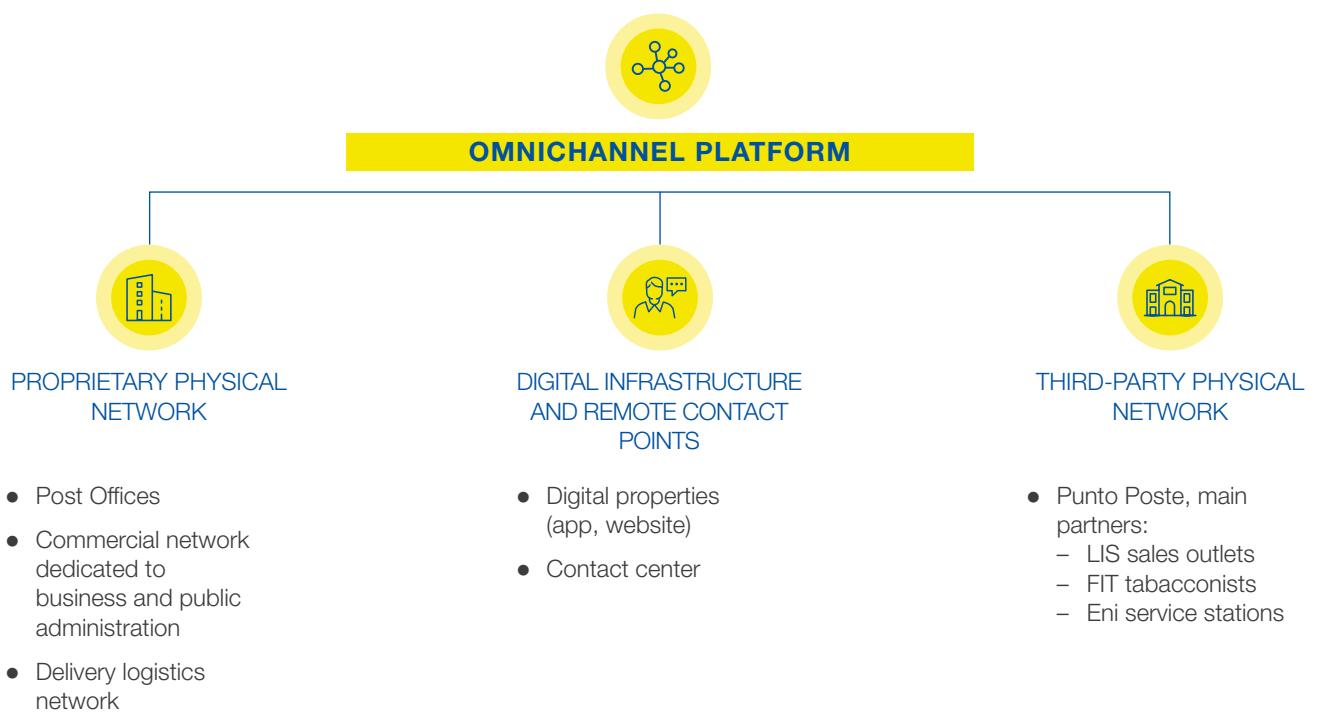 OMNICHANNEL PLATFORM
PROPRIETARY PHYSICAL
NETWORK
● Post Offices
● Commercial network
dedicated to
business and public
administration
● Delivery logistics
network
DIGITAL INFRASTRUCTURE
AND REMOTE CONTACT
POINTS
● Digital properties
(app, website)
● Contact center
THIRD-PARTY PHYSICAL
NETWORK
● Punto Poste, main
partners:
– LIS sales outlets
– FIT tabacconists
– Eni service stations